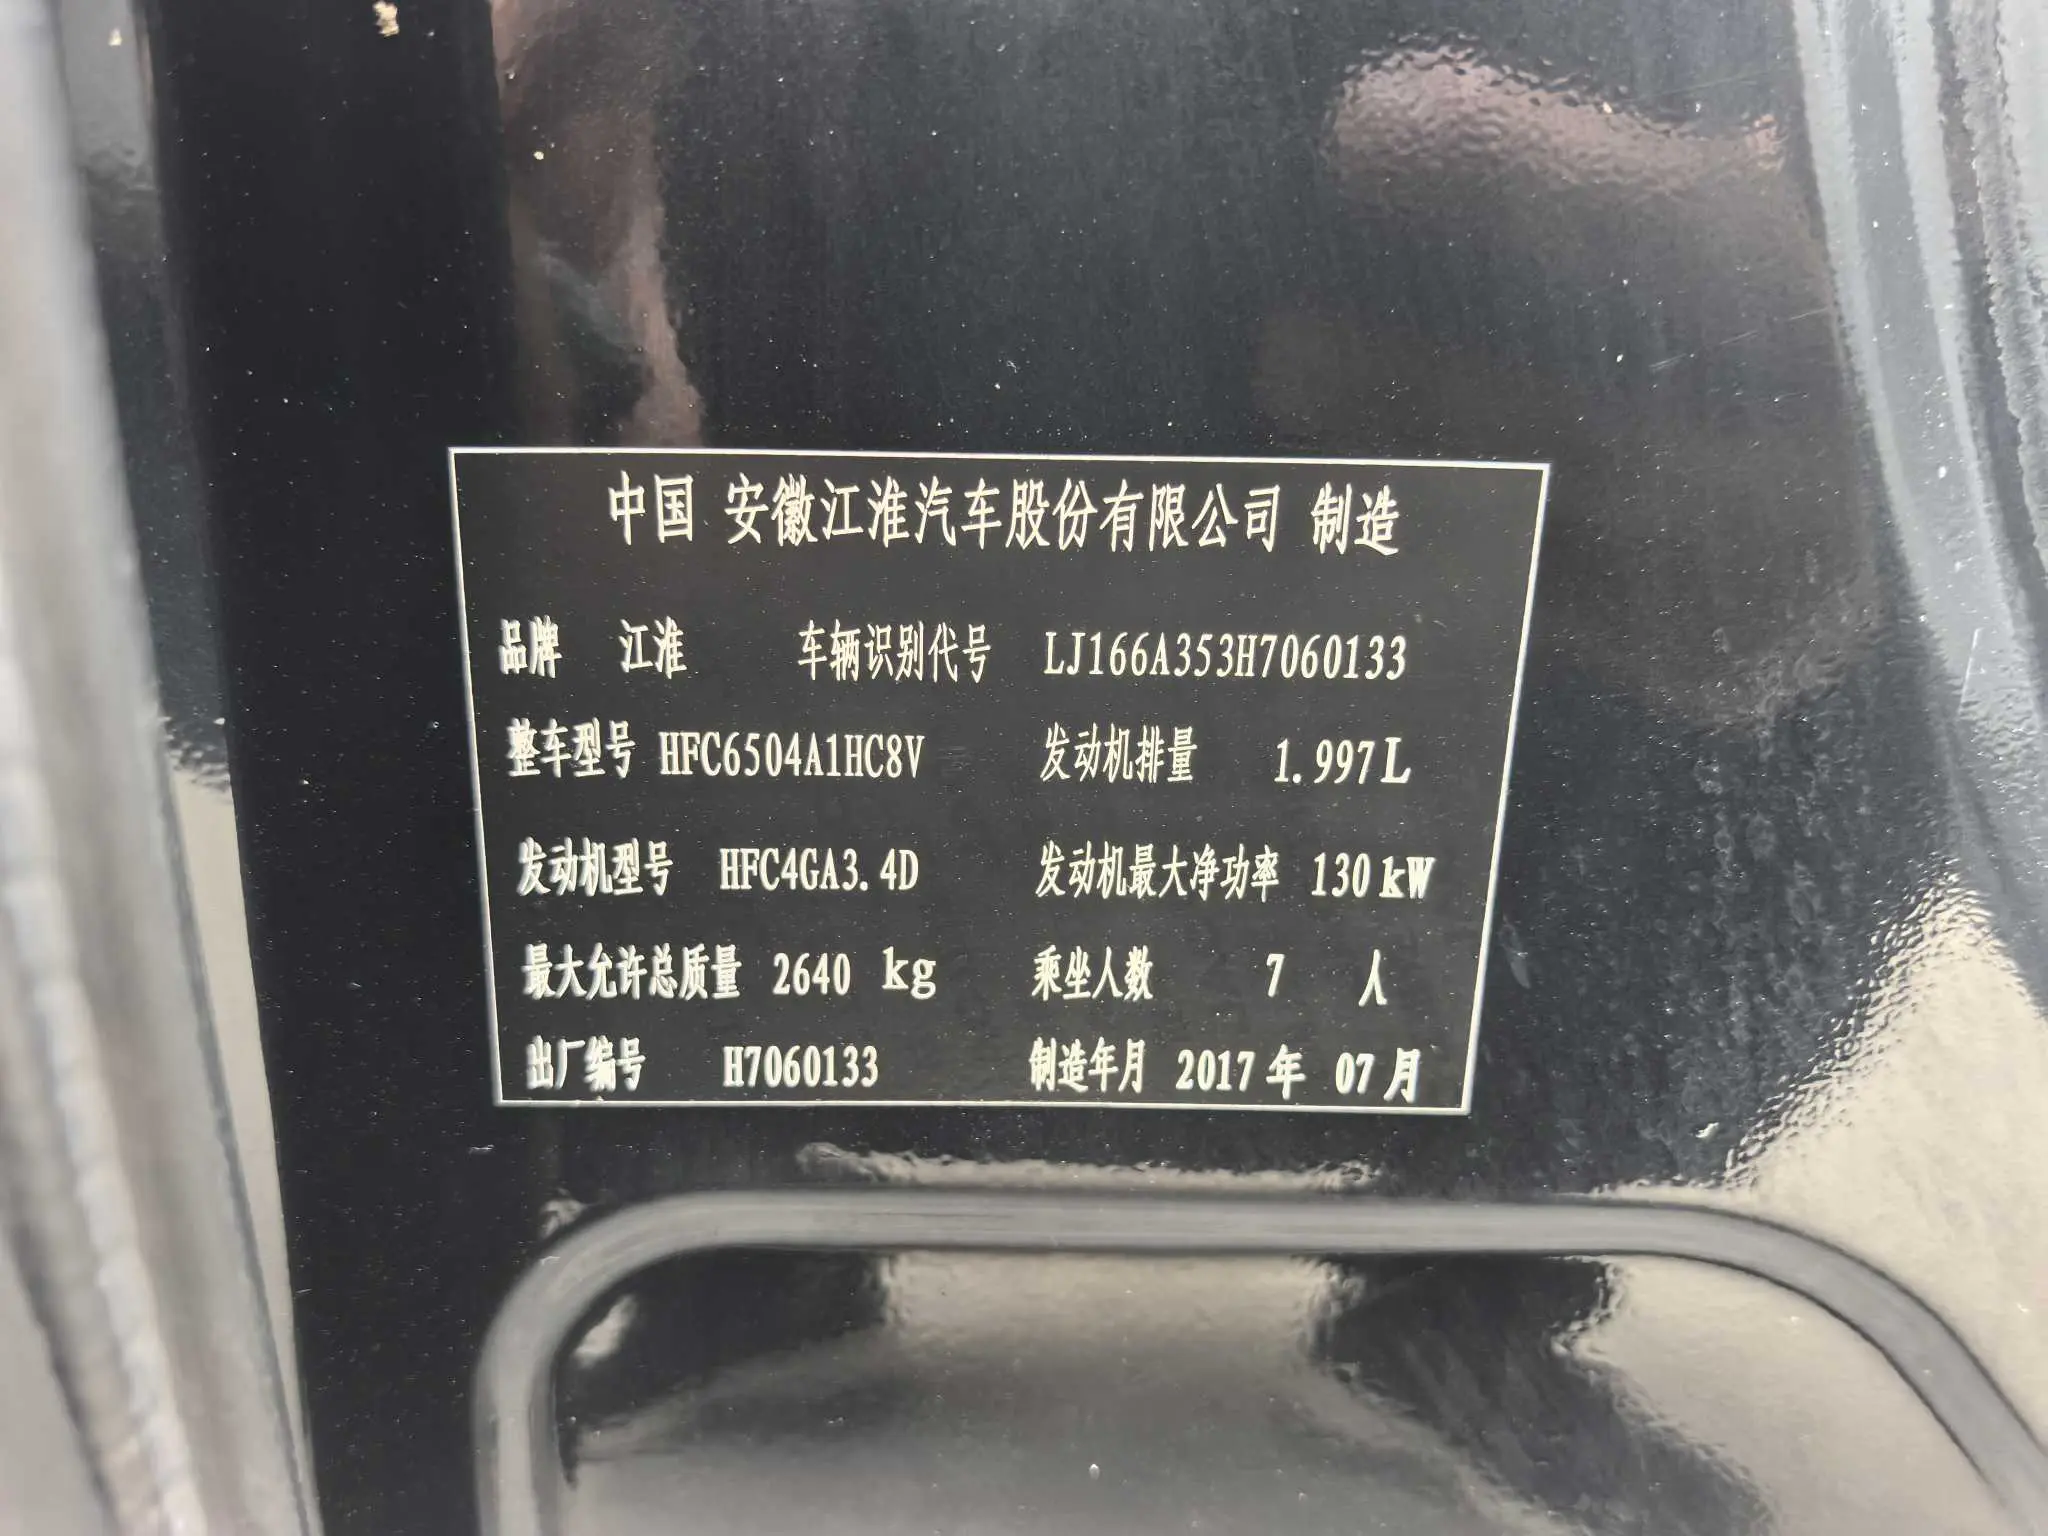 中国 安徽江淮汽车股份有限公司 制造
品牌 江淮 车辆识别代号 LJ166A353H7060133
整车型号 HFC6504A1HC8V 发动机排量 1.997L
发动机型号 HFC4GA3.4D 发动机最大净功率 130kW
最大允许总质量 2640 kg 乘坐人数 7 人
出厂编号 H7060133 制造年月 2017年 07月